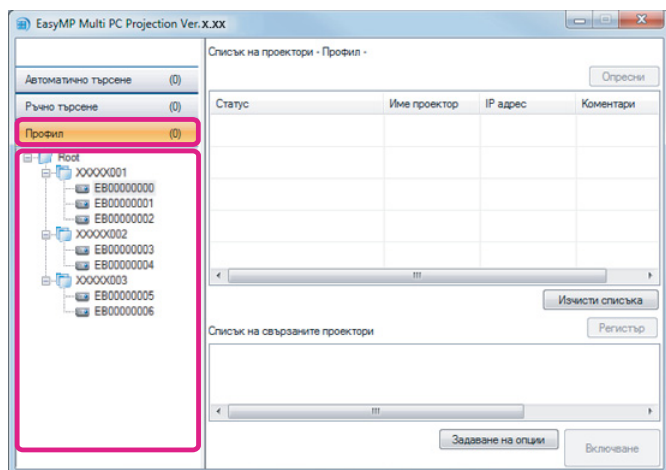 EasyMP Multi PC Projection Ver.x.xx
Списък на проектори - Профил -
Автоматично търсене (0)
Опресни
Ръчно търсене (0)
Статус Име проектор IP адрес Коментари
Профил (0)
Root
XXXXX001
EB00000000
EB00000001
EB00000002
XXXXX002
EB00000003
EB00000004
XXXXX003
EB00000005
EB00000006
Изчисти списъка
Списък на свързаните проектори
Регистър
Задаване на опции
Включване